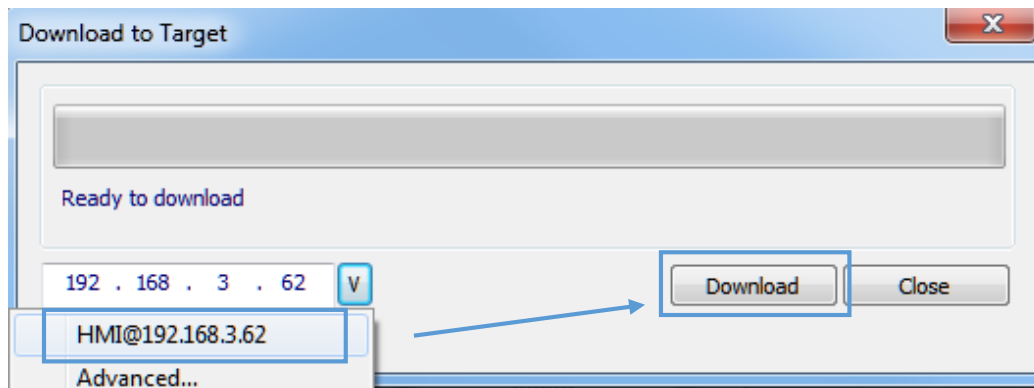 Download to Target
X
Ready to download
192 . 168 . 3 . 62 V
Download
Close
HMI@192.168.3.62
Advanced...